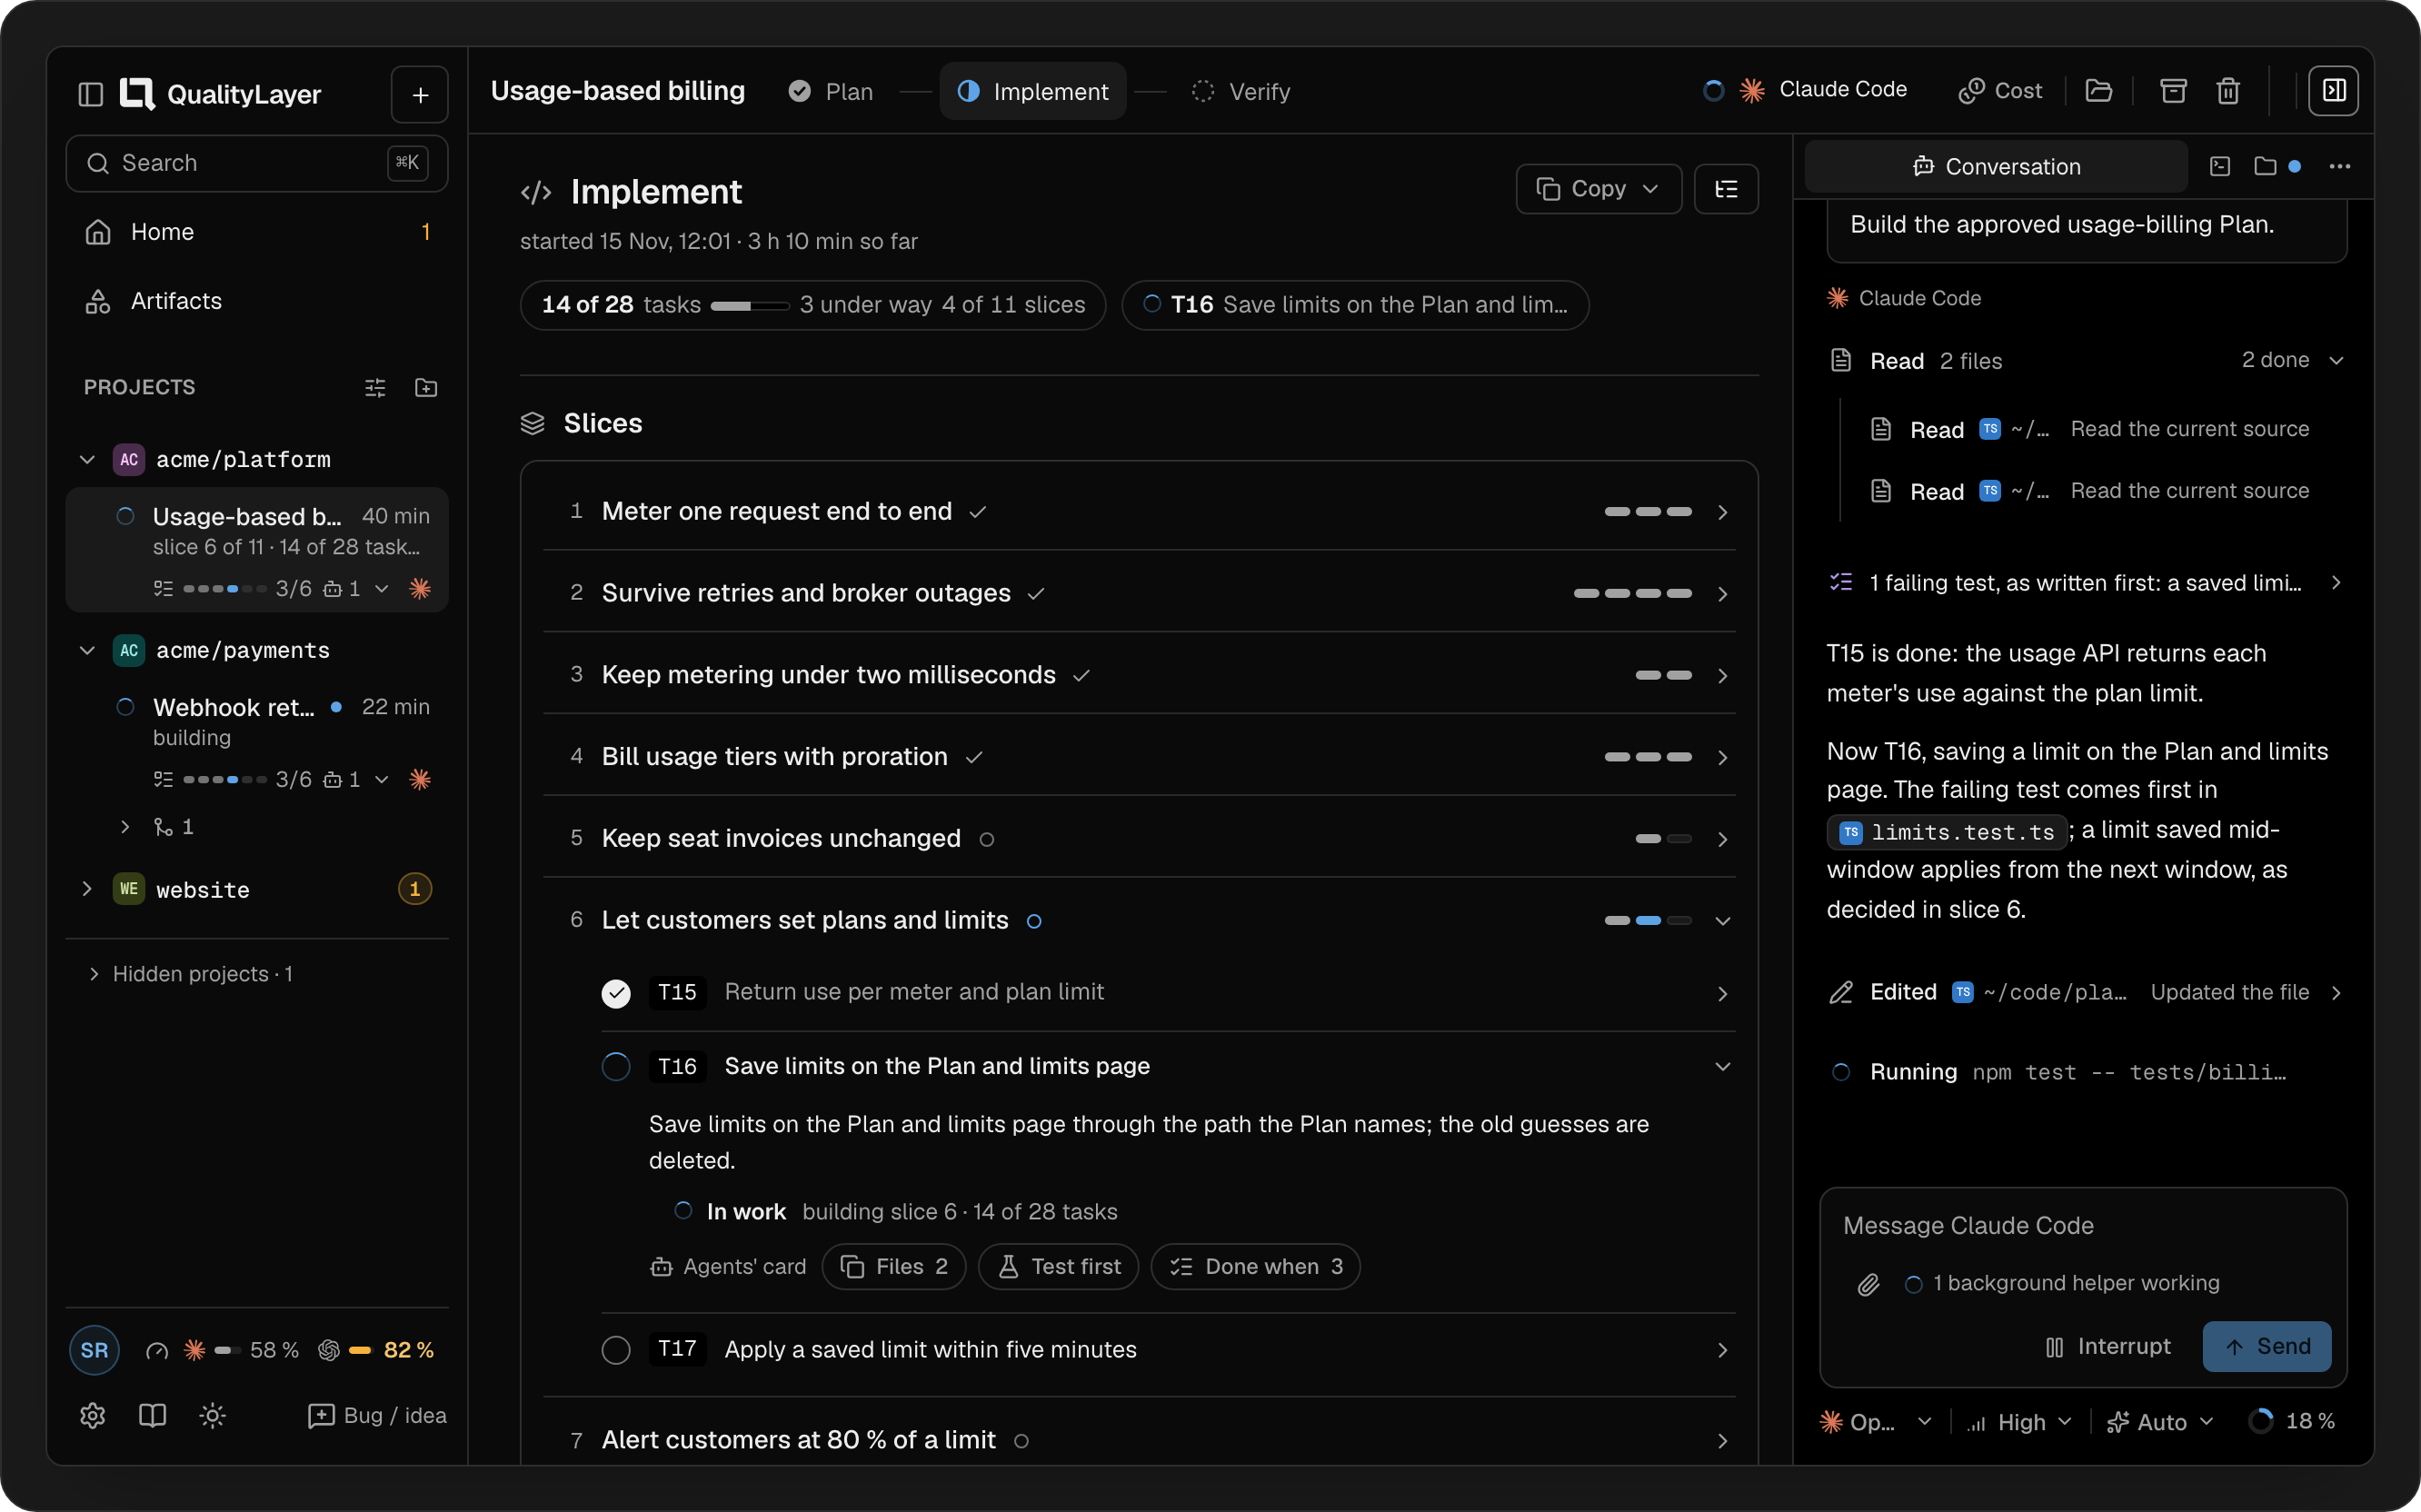 QualityLayer
Search ⌘K
Home 1
Artifacts
PROJECTS
AC acme/platform
Usage-based b... 40 min
slice 6 of 11 · 14 of 28 task...
3/6 1
AC acme/payments
Webhook ret... 22 min
building
3/6 1
1
WE website 1
Hidden projects · 1
SR 58 % 82 %
Bug / idea
Usage-based billing Plan Implement Verify
Claude Code Cost
Implement
Copy
started 15 Nov, 12:01 · 3 h 10 min so far
14 of 28 tasks 3 under way 4 of 11 slices
T16 Save limits on the Plan and lim...
Slices
1 Meter one request end to end
2 Survive retries and broker outages
3 Keep metering under two milliseconds
4 Bill usage tiers with proration
5 Keep seat invoices unchanged
6 Let customers set plans and limits
T15 Return use per meter and plan limit
T16 Save limits on the Plan and limits page
Save limits on the Plan and limits page through the path the Plan names; the old guesses are
deleted.
In work building slice 6 · 14 of 28 tasks
Agents' card Files 2 Test first Done when 3
T17 Apply a saved limit within five minutes
7 Alert customers at 80 % of a limit
Conversation
Build the approved usage-billing Plan.
Claude Code
Read 2 files 2 done
Read TS ~/... Read the current source
Read TS ~/... Read the current source
1 failing test, as written first: a saved limi...
T15 is done: the usage API returns each
meter's use against the plan limit.
Now T16, saving a limit on the Plan and limits
page. The failing test comes first in
TS limits.test.ts; a limit saved mid-
window applies from the next window, as
decided in slice 6.
Edited TS ~/code/pla... Updated the file
Running npm test -- tests/billi...
Message Claude Code
1 background helper working
Interrupt Send
Op... High Auto 18 %